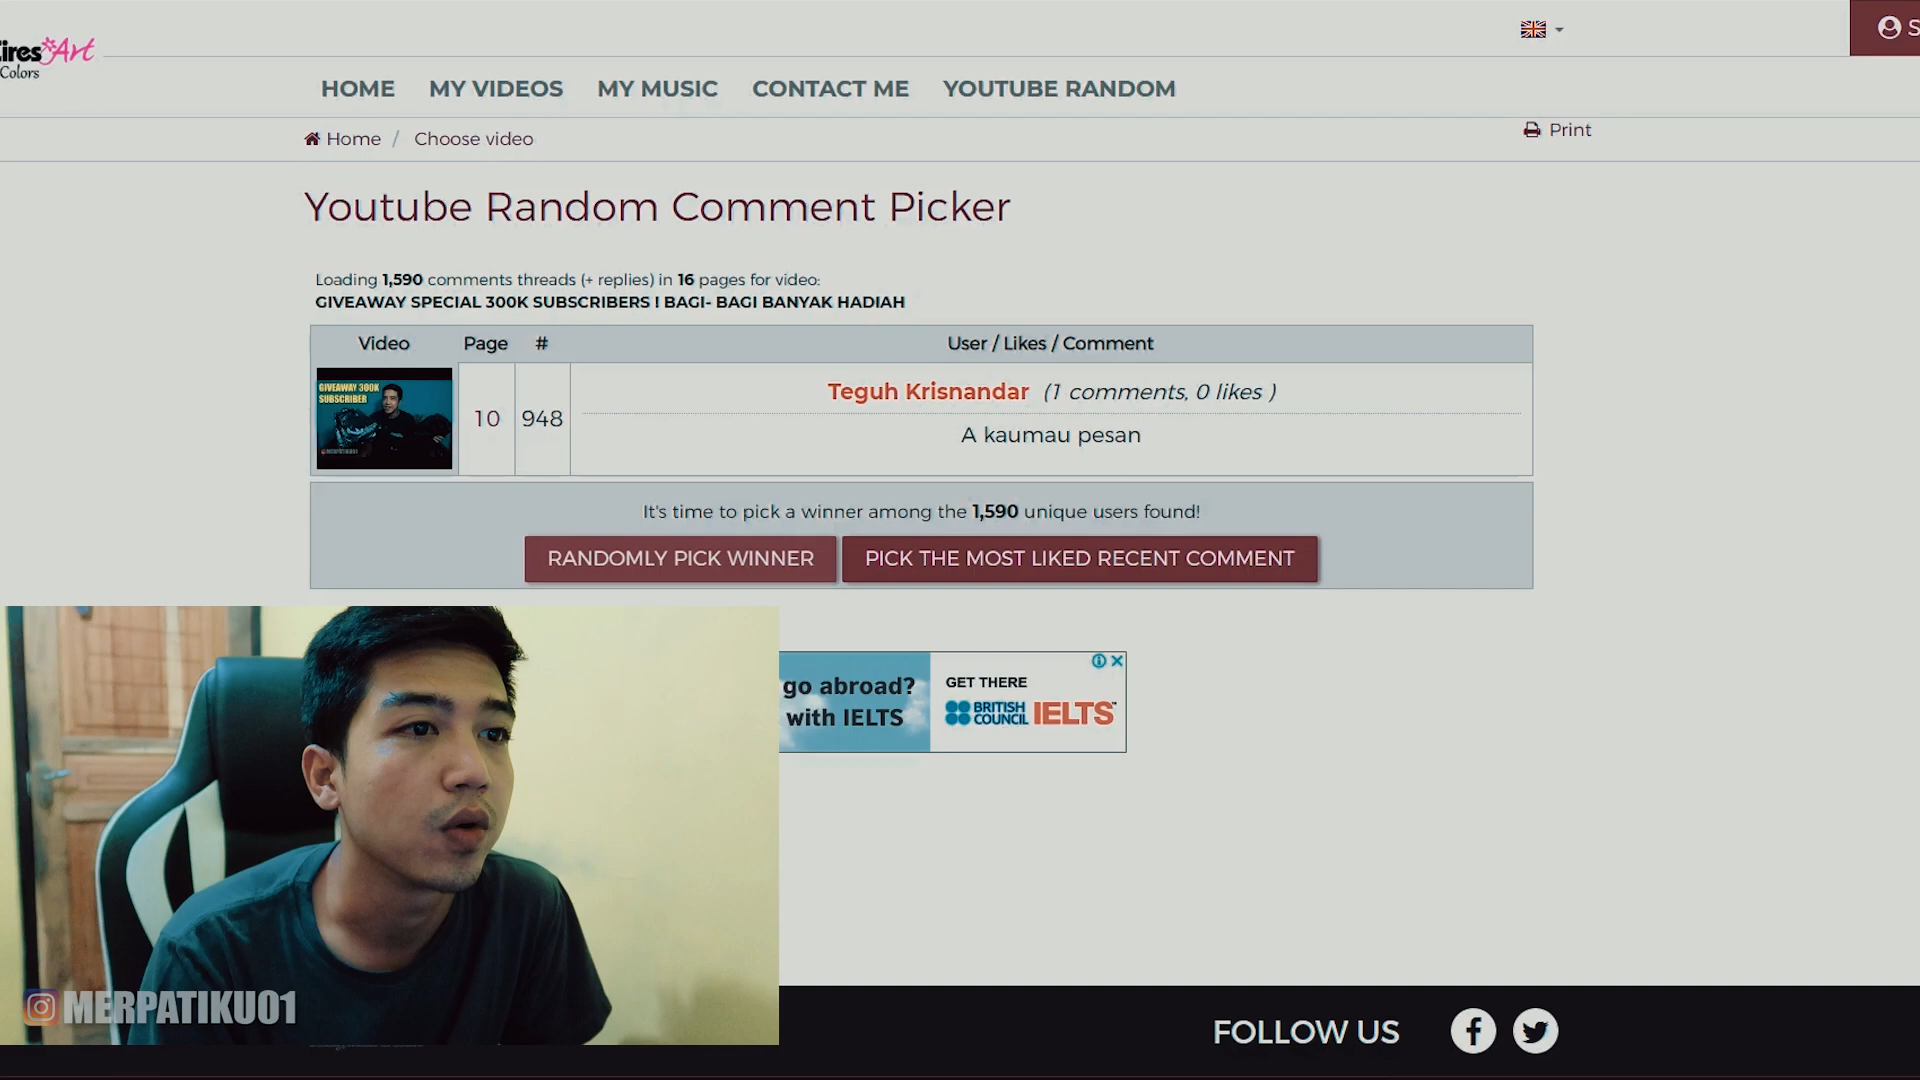 ires Art
Colors
S
HOME MY VIDEOS MY MUSIC CONTACT ME YOUTUBE RANDOM
Home / Choose video
Print
Youtube Random Comment Picker
Loading 1,590 comments threads (+ replies) in 16 pages for video:
GIVEAWAY SPECIAL 300K SUBSCRIBERS I BAGI- BAGI BANYAK HADIAH
Video Page # User / Likes / Comment
GIVEAWAY 300K
SUBSCRIBER
MERPATIKU01
10 948
Teguh Krisnandar (1 comments, 0 likes )
A kaumau pesan
It's time to pick a winner among the 1,590 unique users found!
RANDOMLY PICK WINNER PICK THE MOST LIKED RECENT COMMENT
go abroad?
with IELTS
GET THERE
BRITISH COUNCIL IELTS™
MERPATIKU01
FOLLOW US